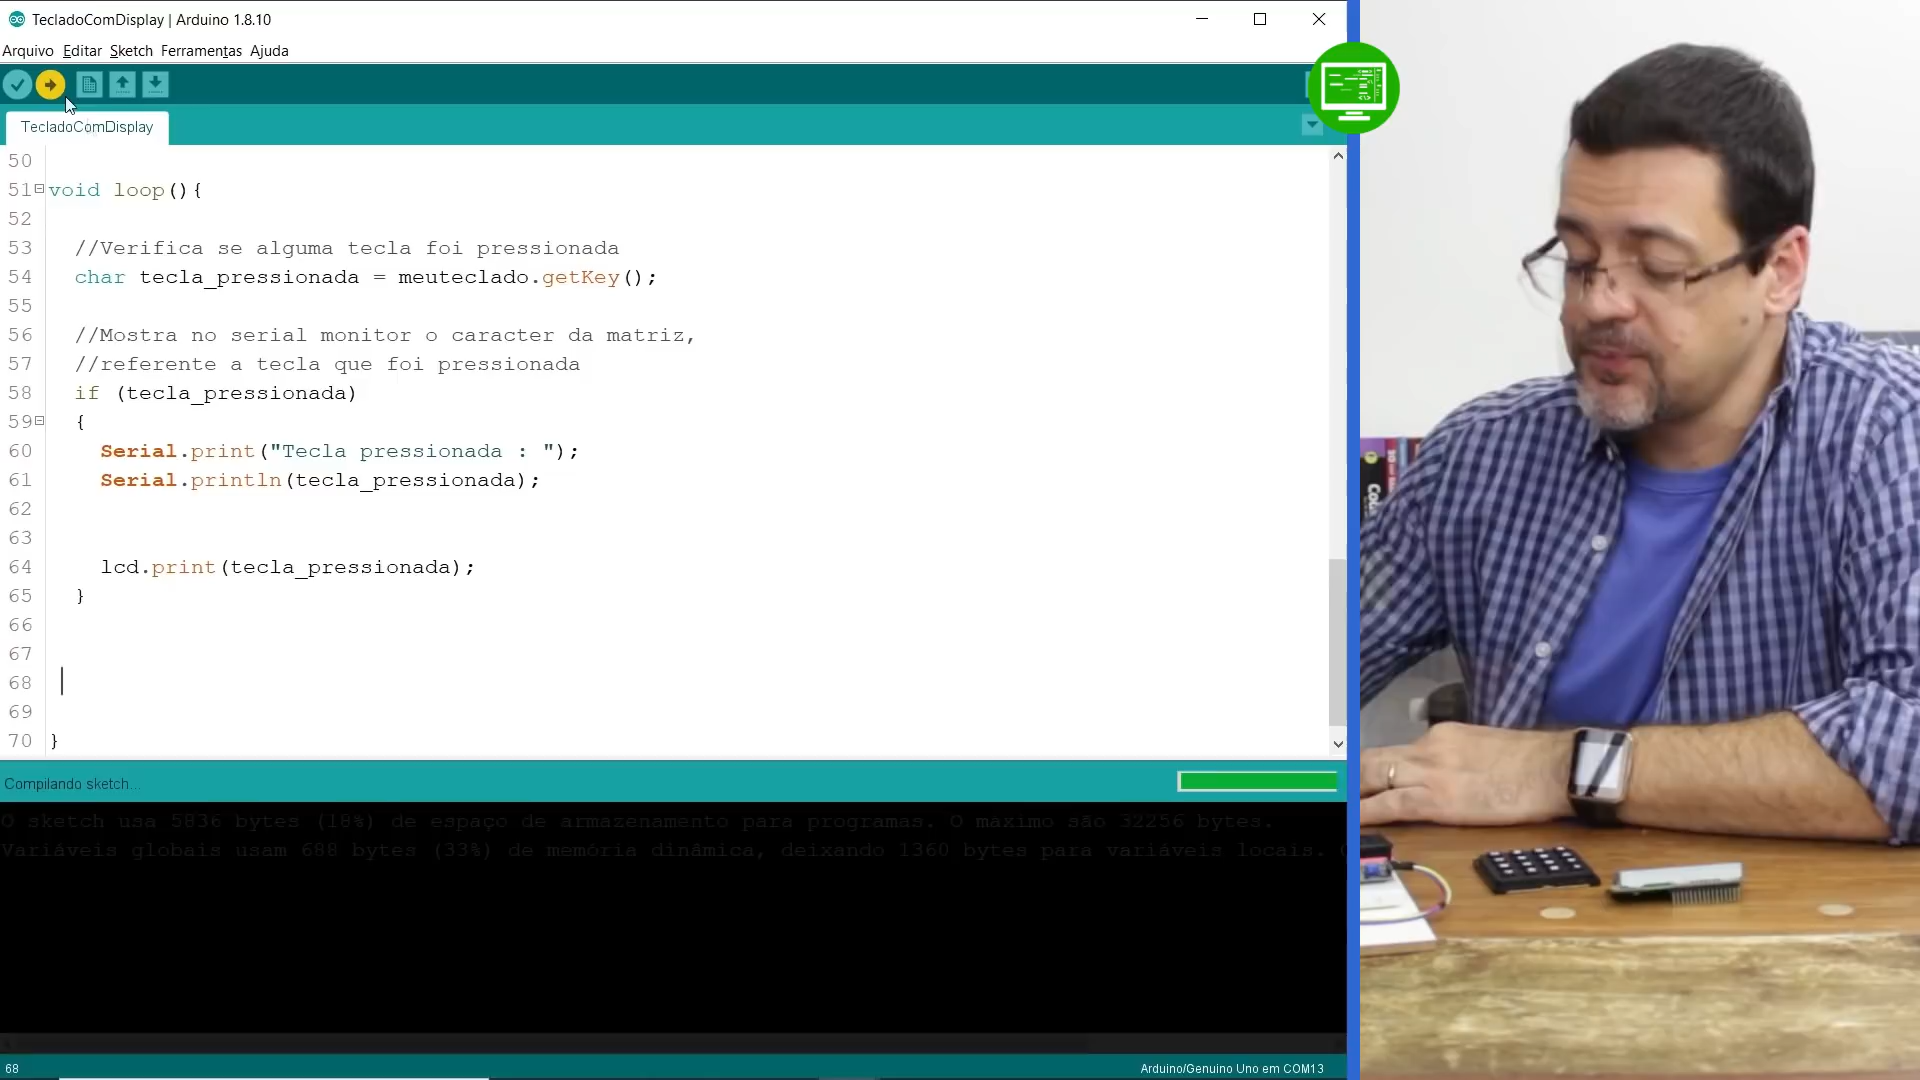 TecladoComDisplay | Arduino 1.8.10
Arquivo Editar Sketch Ferramentas Ajuda
TecladoComDisplay
50
51 void loop(){
52
53 //Verifica se alguma tecla foi pressionada
54 char tecla_pressionada = meuteclado.getKey();
55
56 //Mostra no serial monitor o caracter da matriz,
57 //referente a tecla que foi pressionada
58 if (tecla_pressionada)
59 {
60 Serial.print("Tecla pressionada : ");
61 Serial.println(tecla_pressionada);
62
63
64 lcd.print(tecla_pressionada);
65 }
66
67
68
69
70 }
Compilando sketch...
O sketch usa 5836 bytes (18%) de espaço de armazenamento para programas. O máximo são 32256 bytes.
Variáveis globais usam 688 bytes (33%) de memória dinâmica, deixando 1360 bytes para variáveis locais.
68
Arduino/Genuino Uno em COM13